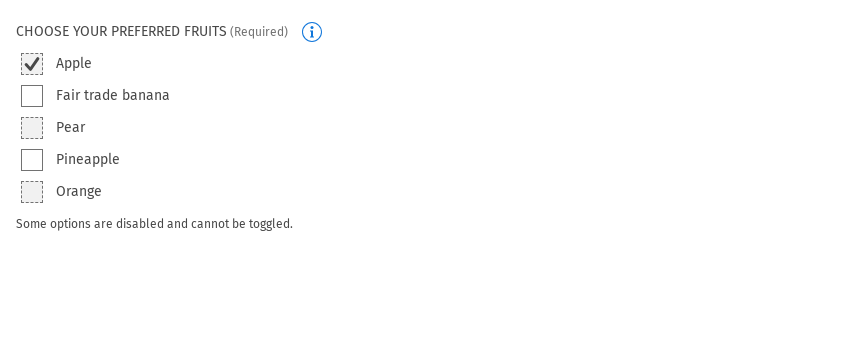 CHOOSE YOUR PREFERRED FRUITS (Required)
Apple
Fair trade banana
Pear
Pineapple
Orange
Some options are disabled and cannot be toggled.